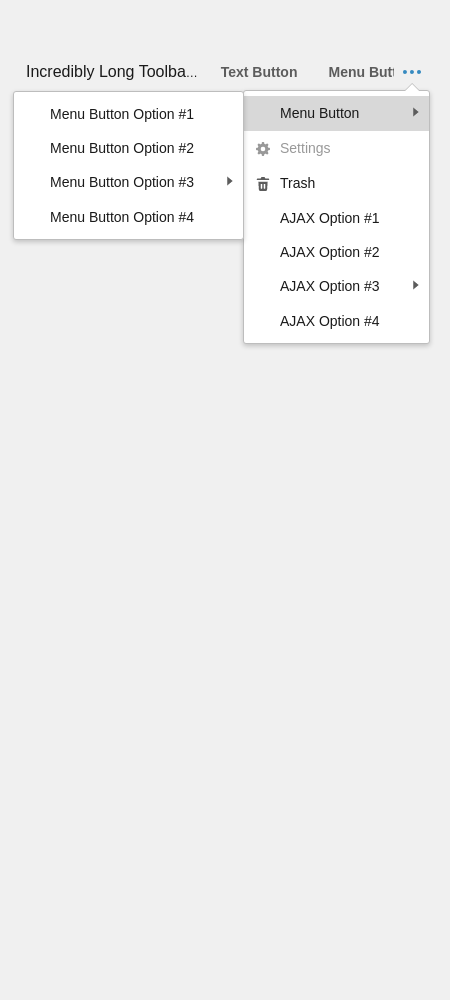 Incredibly Long Toolba...
Text Button
Menu Butt
Menu Button Option #1
Menu Button Option #2
Menu Button Option #3
Menu Button Option #4
Menu Button
Settings
Trash
AJAX Option #1
AJAX Option #2
AJAX Option #3
AJAX Option #4